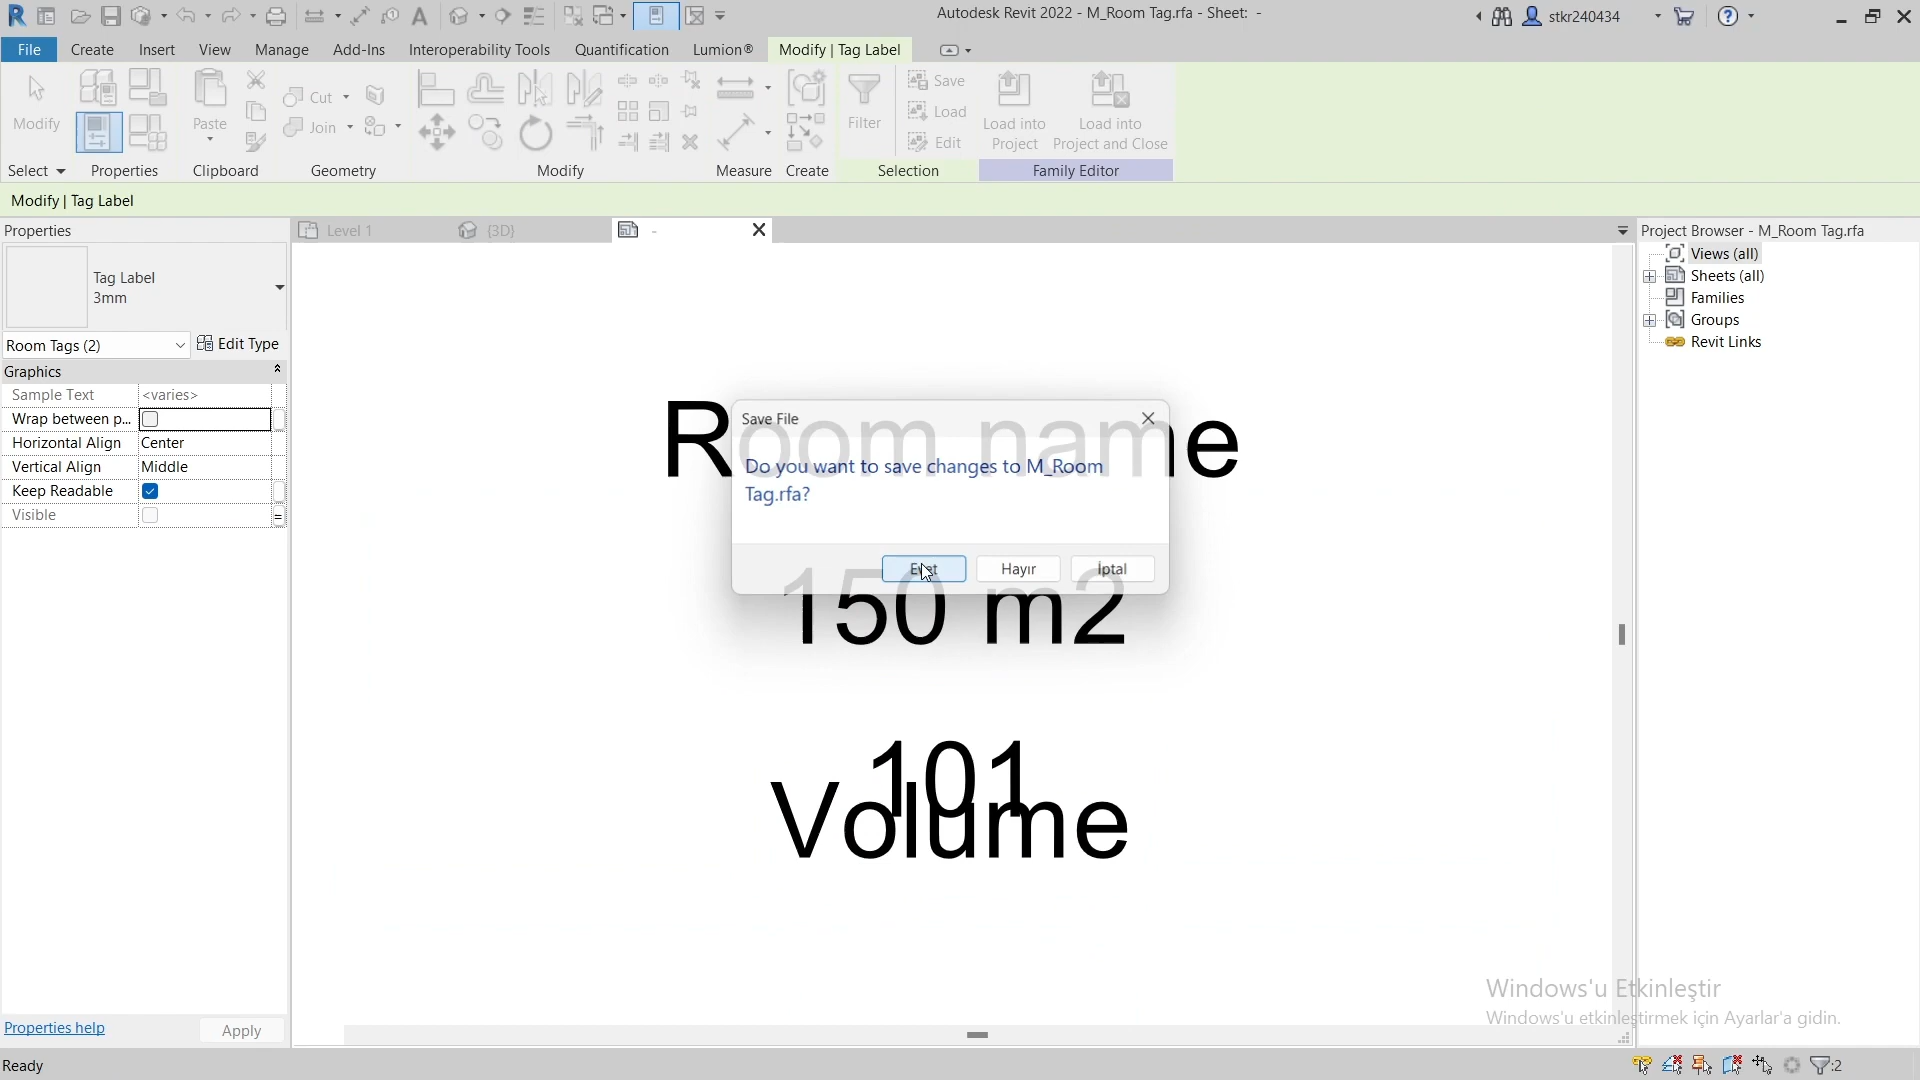 Autodesk Revit 2022 - M_Room Tag.rfa - Sheet: -
stkr240434
File Create Insert View Manage Add-Ins Interoperability Tools Quantification Lumion® Modify | Tag Label
Modify
Paste
Cut
Join
Filter
Save
Load
Edit
Load into
Project
Load into
Project and Close
Select Properties Clipboard Geometry Modify Measure Create Selection Family Editor
Modify | Tag Label
Properties
Level 1 {3D} -
Project Browser - M_Room Tag.rfa
Tag Label
3mm
Room Tags (2) Edit Type
Graphics
Sample Text <varies>
Wrap between p...
Horizontal Align Center
Vertical Align Middle
Keep Readable
Visible
=
Views (all)
Sheets (all)
Families
Groups
Revit Links
Room name
Save File
Do you want to save changes to M_Room
Tag.rfa?
Evet Hayır İptal
150 m2
101
Volume
Windows'u Etkinleştir
Windows'u etkinleştirmek için Ayarlar'a gidin.
Properties help Apply
Ready
:2